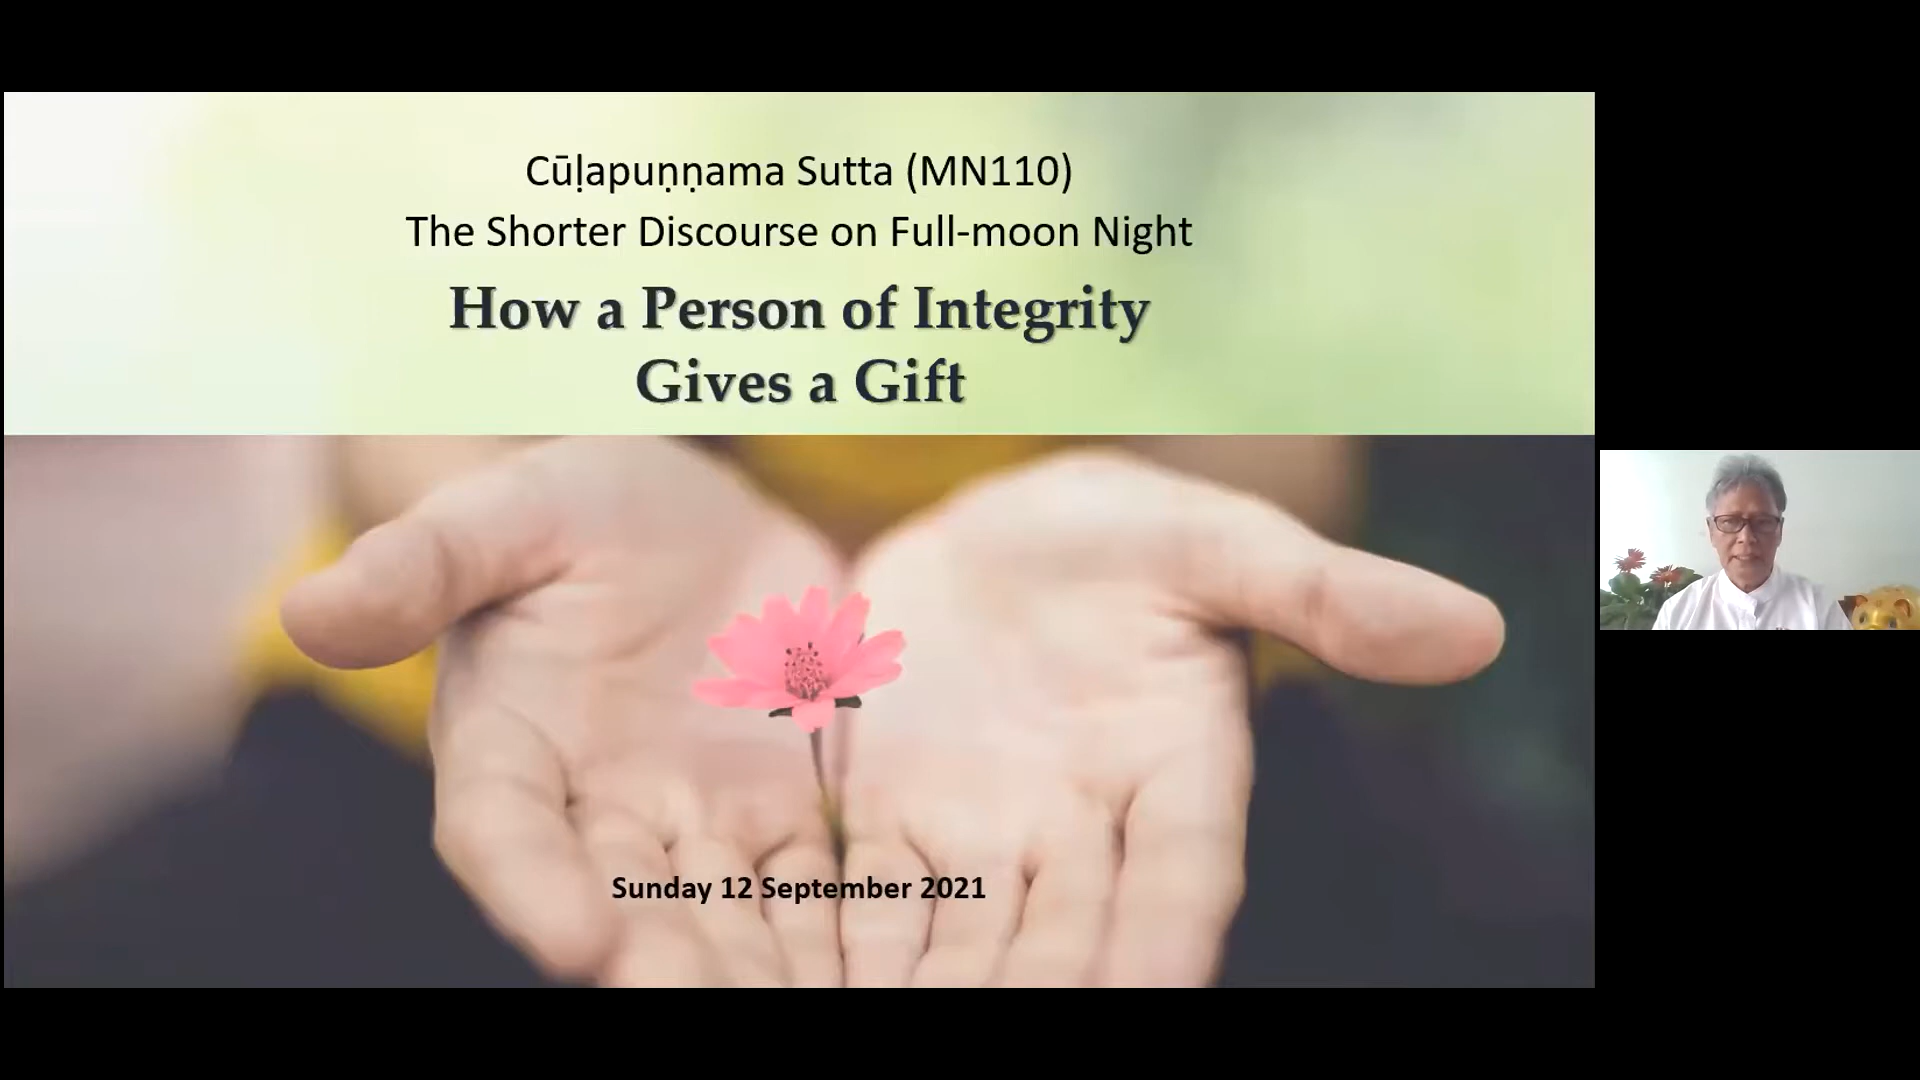 Cūḷapuṇṇama Sutta (MN110)
The Shorter Discourse on Full-moon Night
How a Person of Integrity
Gives a Gift
Sunday 12 September 2021